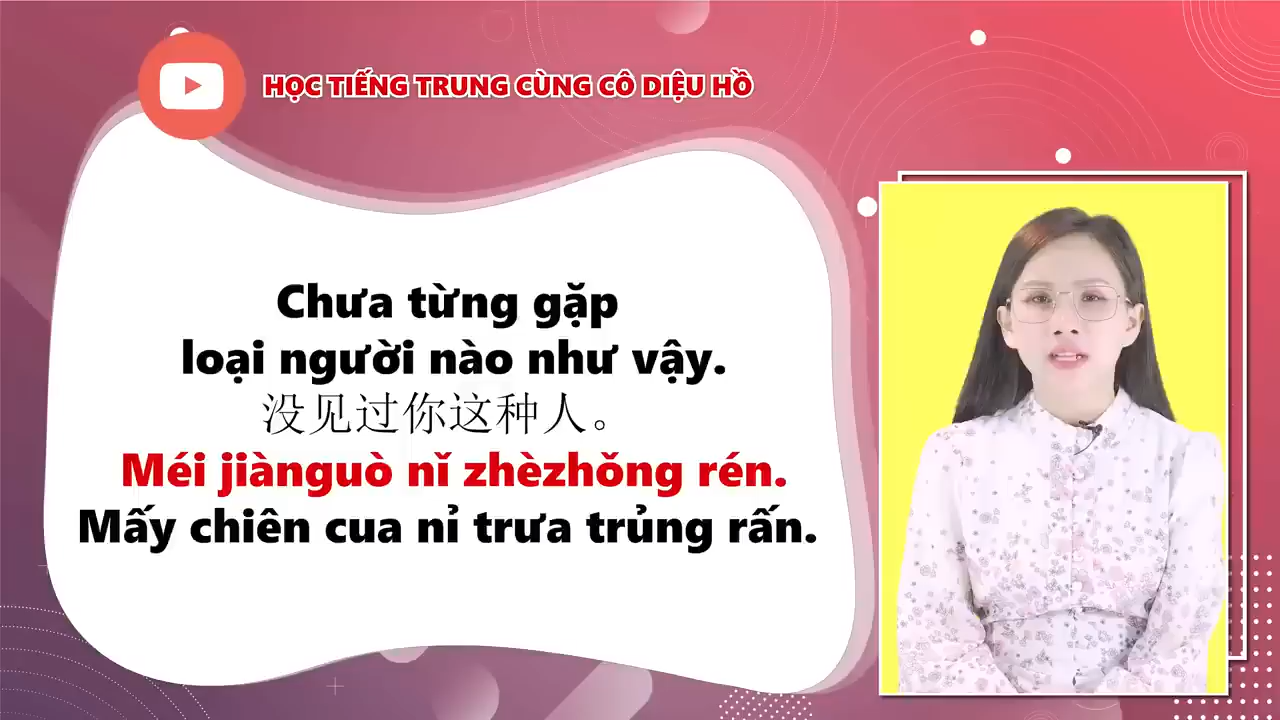 HỌC TIẾNG TRUNG CÙNG CÔ DIỆU HỒ
Chưa từng gặp
loại người nào như vậy.
没见过你这种人。
Méi jiànguò nǐ zhèzhǒng rén.
Mấy chiên cua nỉ trưa trủng rấn.